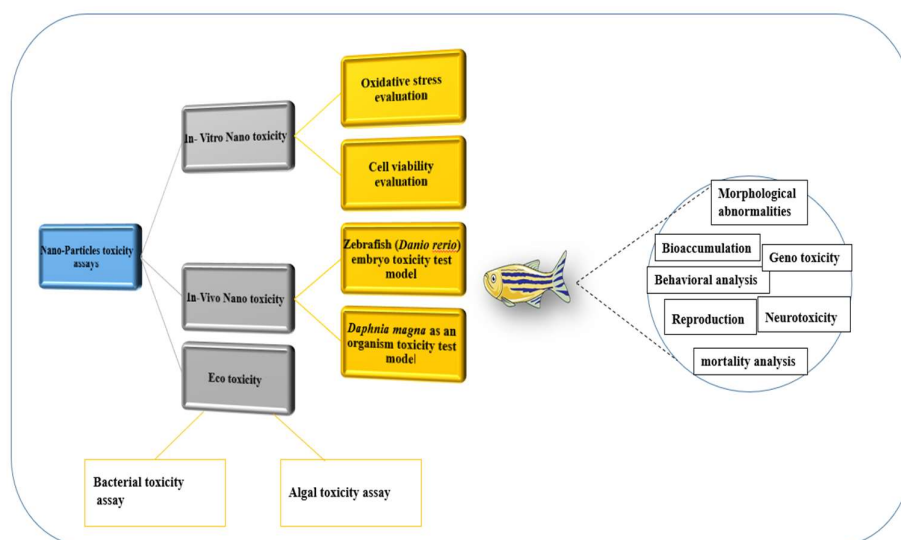 Nano-Particles toxicity
assays
In- Vitro Nano toxicity
In-Vivo Nano toxicity
Eco toxicity
Oxidative stress
evaluation
Cell viability
evaluation
Zebrafish (Danio rerio)
embryo toxicity test
model
Daphnia magna as an
organism toxicity test
model
Bacterial toxicity
assay
Algal toxicity assay
Morphological
abnormalities
Bioaccumulation
Geno toxicity
Behavioral analysis
Reproduction
Neurotoxicity
mortality analysis